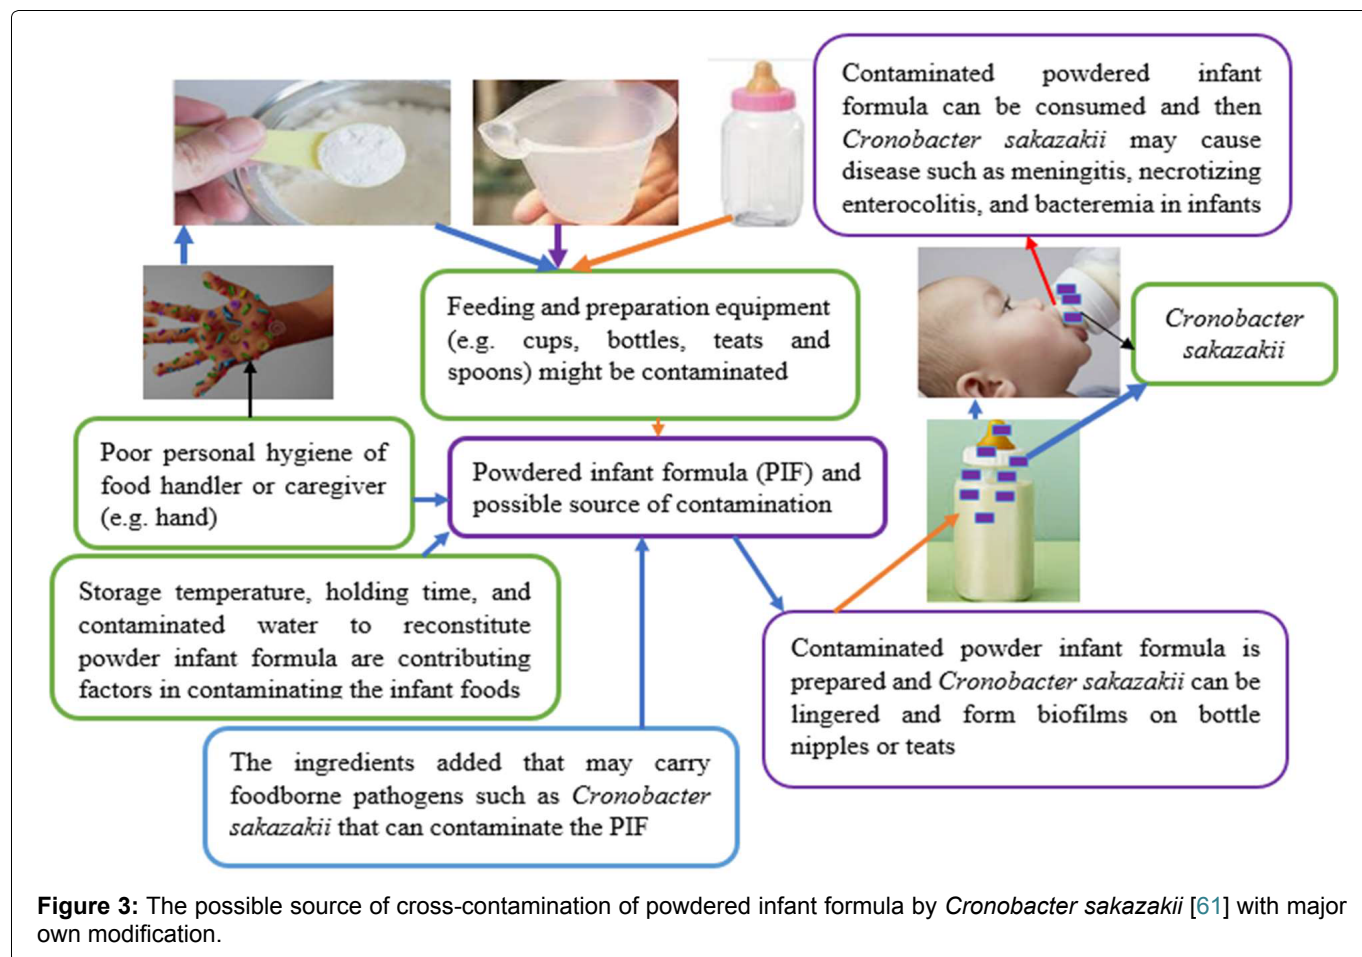 Contaminated powdered infant
formula can be consumed and then
Cronobacter sakazakii may cause
disease such as meningitis, necrotizing
enterocolitis, and bacteremia in infants
Feeding and preparation equipment
(e.g. cups, bottles, teats and
spoons) might be contaminated
Cronobacter
sakazakii
Poor personal hygiene of
food handler or caregiver
(e.g. hand)
Powdered infant formula (PIF) and
possible source of contamination
Storage temperature, holding time, and
contaminated water to reconstitute
powder infant formula are contributing
factors in contaminating the infant foods
Contaminated powder infant formula is
prepared and Cronobacter sakazakii can be
lingered and form biofilms on bottle
nipples or teats
The ingredients added that may carry
foodborne pathogens such as Cronobacter
sakazakii that can contaminate the PIF
Figure 3: The possible source of cross-contamination of powdered infant formula by Cronobacter sakazakii [61] with major
own modification.